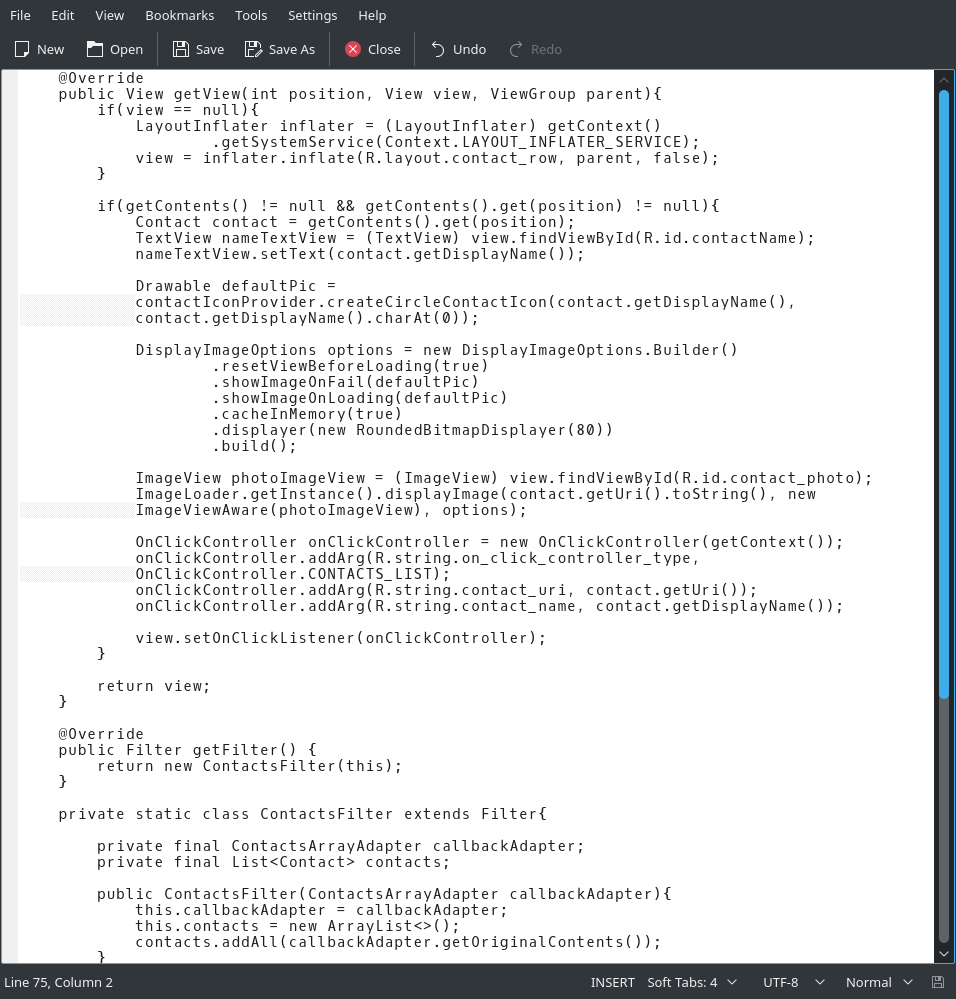 File Edit View Bookmarks Tools Settings Help
New Open Save Save As Close Undo Redo
    @Override
    public View getView(int position, View view, ViewGroup parent){
        if(view == null){
            LayoutInflater inflater = (LayoutInflater) getContext()
                    .getSystemService(Context.LAYOUT_INFLATER_SERVICE);
            view = inflater.inflate(R.layout.contact_row, parent, false);
        }

        if(getContents() != null && getContents().get(position) != null){
            Contact contact = getContents().get(position);
            TextView nameTextView = (TextView) view.findViewById(R.id.contactName);
            nameTextView.setText(contact.getDisplayName());

            Drawable defaultPic =
            contactIconProvider.createCircleContactIcon(contact.getDisplayName(),
            contact.getDisplayName().charAt(0));

            DisplayImageOptions options = new DisplayImageOptions.Builder()
                    .resetViewBeforeLoading(true)
                    .showImageOnFail(defaultPic)
                    .showImageOnLoading(defaultPic)
                    .cacheInMemory(true)
                    .displayer(new RoundedBitmapDisplayer(80))
                    .build();

            ImageView photoImageView = (ImageView) view.findViewById(R.id.contact_photo);
            ImageLoader.getInstance().displayImage(contact.getUri().toString(), new
            ImageViewAware(photoImageView), options);

            OnClickController onClickController = new OnClickController(getContext());
            onClickController.addArg(R.string.on_click_controller_type,
            OnClickController.CONTACTS_LIST);
            onClickController.addArg(R.string.contact_uri, contact.getUri());
            onClickController.addArg(R.string.contact_name, contact.getDisplayName());

            view.setOnClickListener(onClickController);
        }

        return view;
    }

    @Override
    public Filter getFilter() {
        return new ContactsFilter(this);
    }

    private static class ContactsFilter extends Filter{

        private final ContactsArrayAdapter callbackAdapter;
        private final List<Contact> contacts;

        public ContactsFilter(ContactsArrayAdapter callbackAdapter){
            this.callbackAdapter = callbackAdapter;
            this.contacts = new ArrayList<>();
            contacts.addAll(callbackAdapter.getOriginalContents());
        }
Line 75, Column 2 INSERT Soft Tabs: 4 UTF-8 Normal